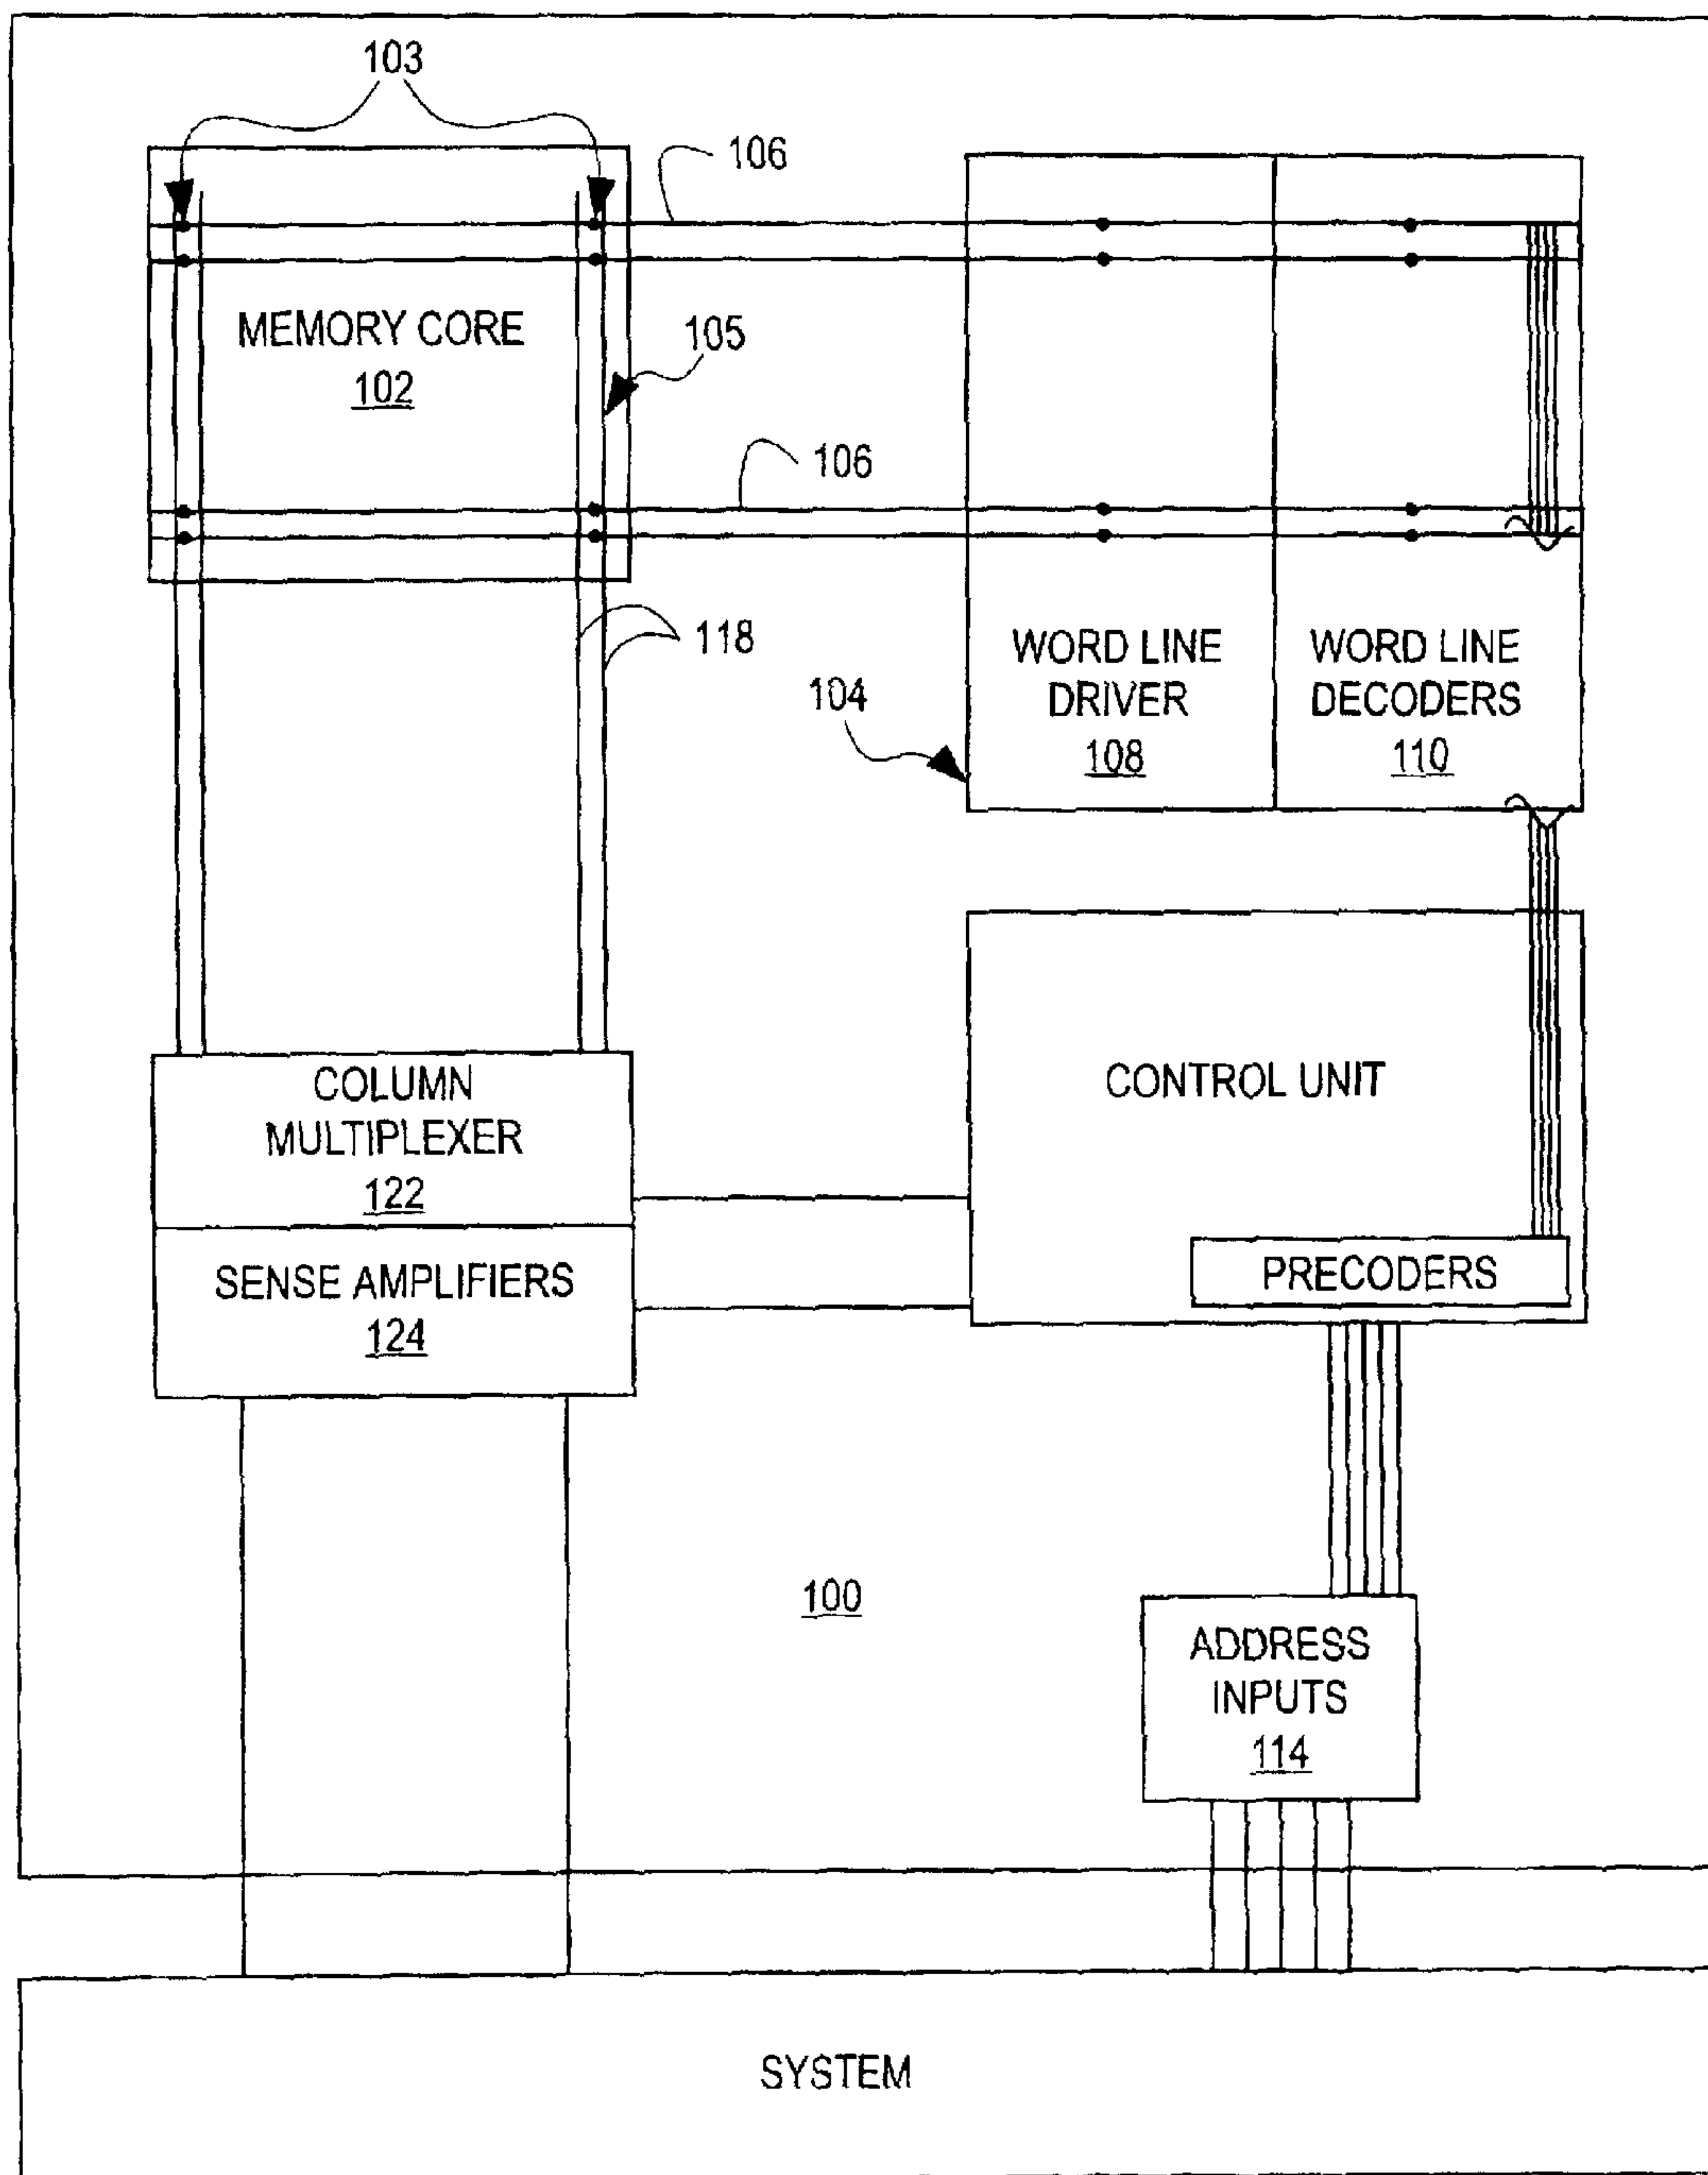 103
106
MEMORY CORE
102
105
106
118
104
WORD LINE
DRIVER
108
WORD LINE
DECODERS
110
COLUMN
MULTIPLEXER
122
SENSE AMPLIFIERS
124
CONTROL UNIT
PRECODERS
100
ADDRESS
INPUTS
114
SYSTEM